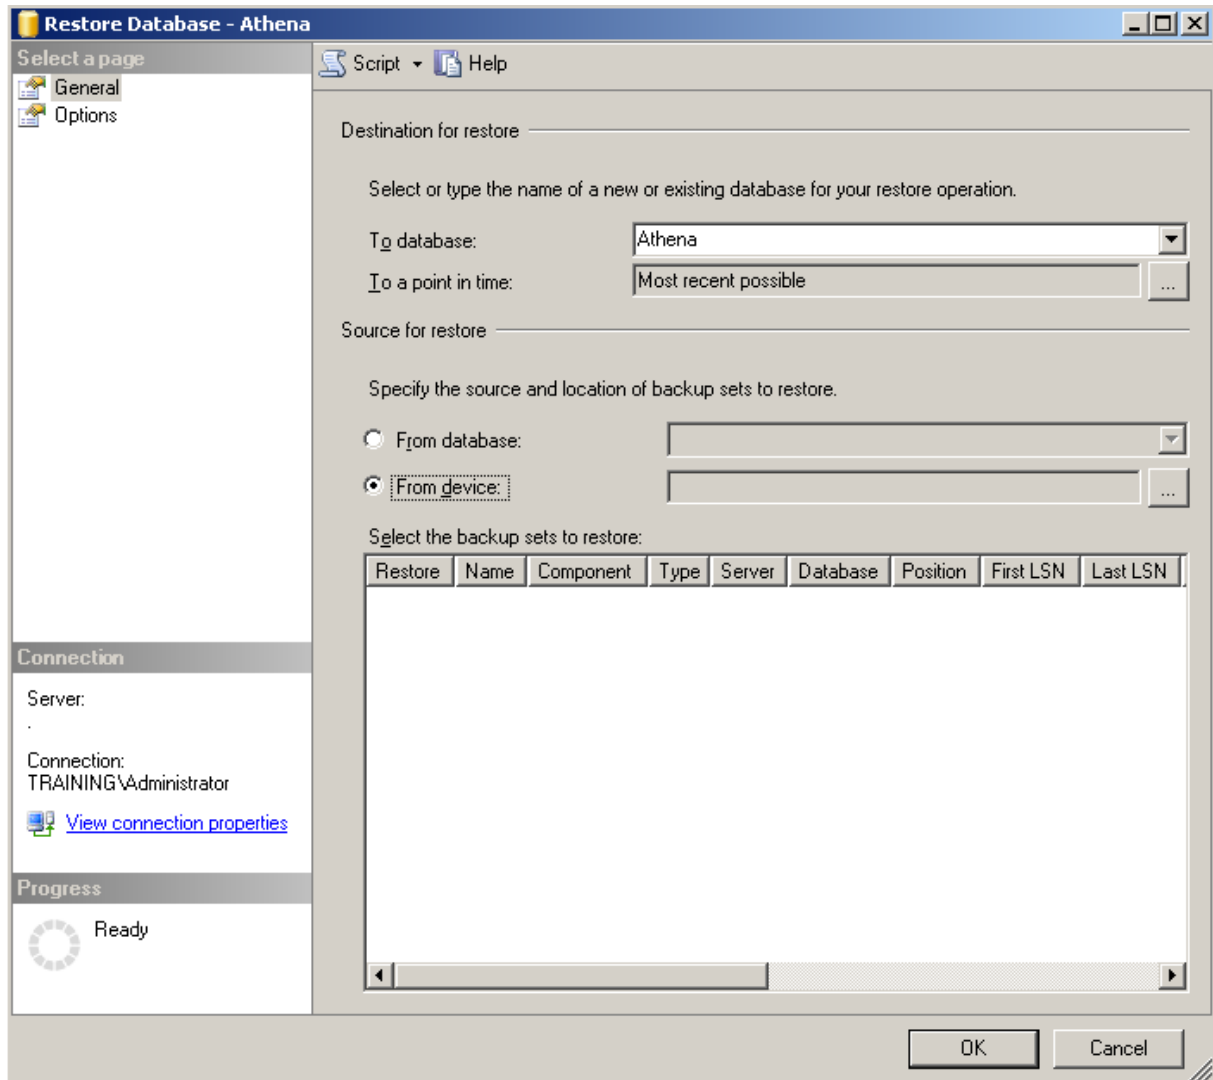 Restore Database - Athena
Select a page
General
Options
Script
Help
Destination for restore
Select or type the name of a new or existing database for your restore operation.
To database:
Athena
To a point in time:
Most recent possible
...
Source for restore
Specify the source and location of backup sets to restore.
From database:
From device:
...
Select the backup sets to restore:
Restore Name Component Type Server Database Position First LSN Last LSN
Connection
Server:
.
Connection:
TRAINING\Administrator
View connection properties
Progress
Ready
OK
Cancel